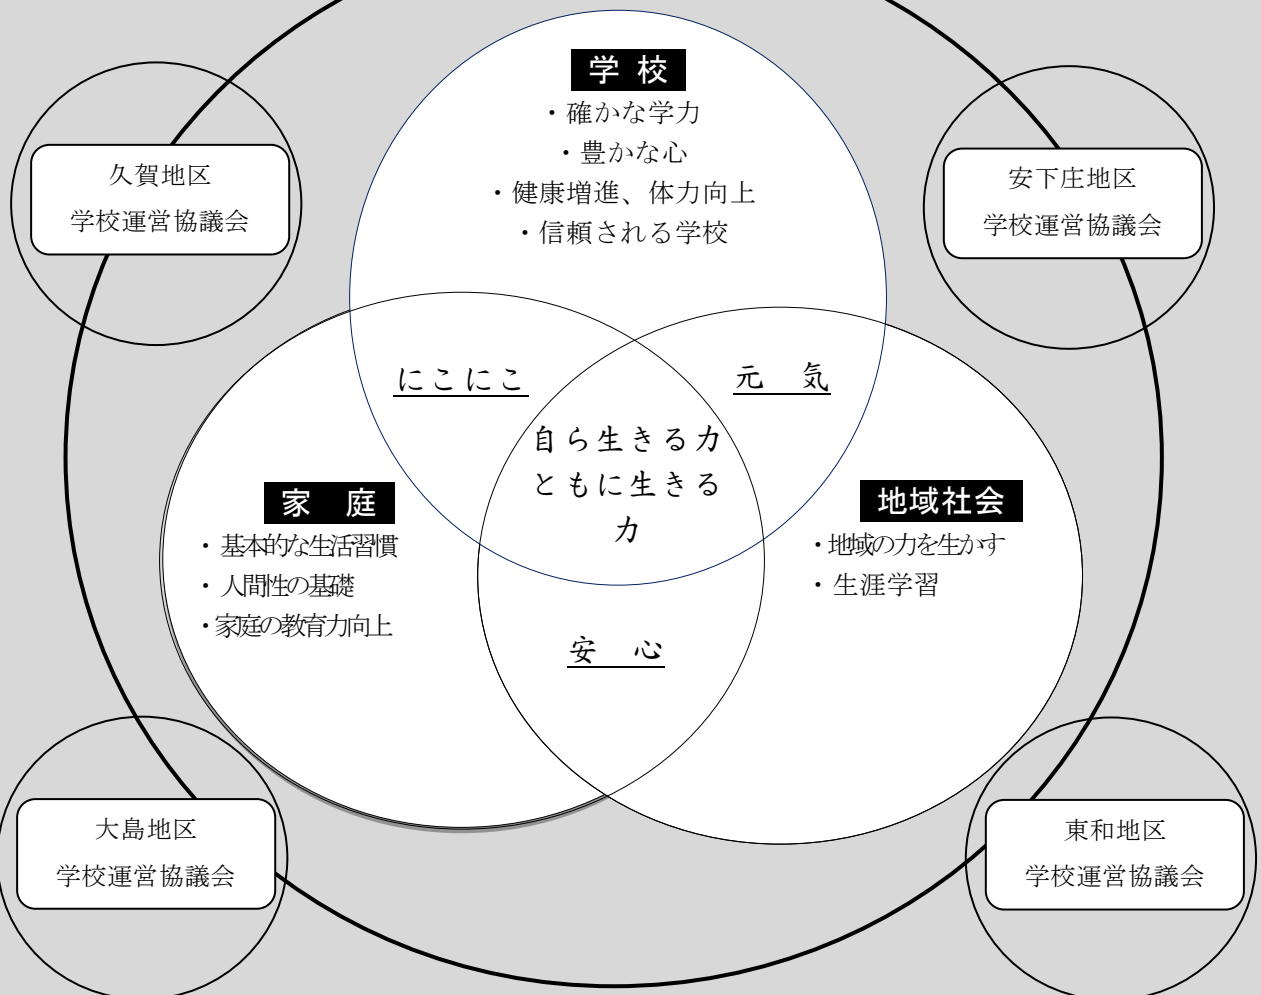 学 校
・確かな学力
・豊かな心
・健康増進、体力向上
・信頼される学校
久賀地区
学校運営協議会
安下庄地区
学校運営協議会
にこにこ
元 気
自ら生きる力
ともに生きる
力
家 庭
・基本的な生活習慣
・人間性の基礎
・家庭の教育力向上
地域社会
・地域の力を生かす
・生涯学習
安 心
大島地区
学校運営協議会
東和地区
学校運営協議会